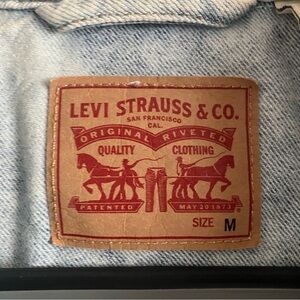 LEVI STRAUSS & CO.
SAN FRANCISCO
CAL.
ORIGINAL RIVETED
QUALITY CLOTHING
PATENTED MAY 20 1873
SIZE M